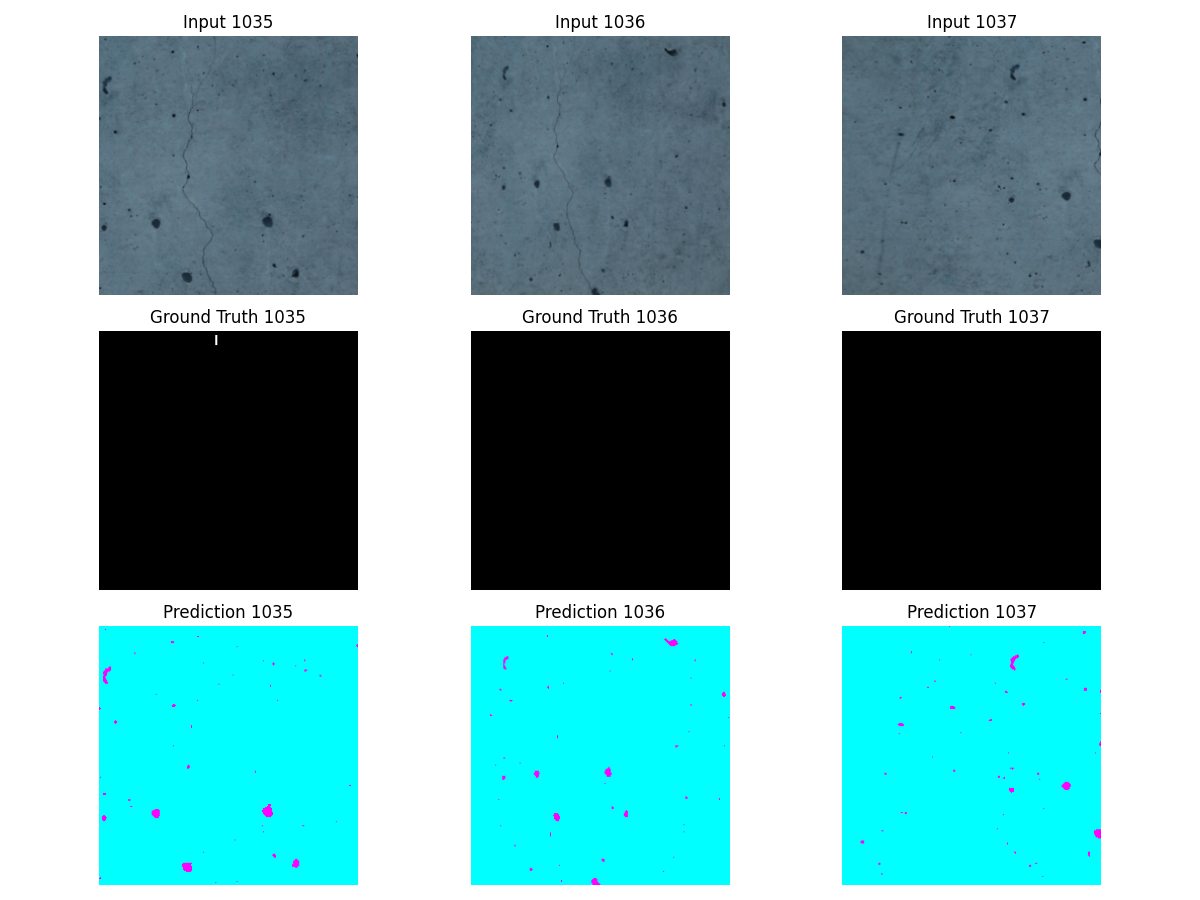 Input 1035
Input 1036
Input 1037
Ground Truth 1035
Ground Truth 1036
Ground Truth 1037
Prediction 1035
Prediction 1036
Prediction 1037